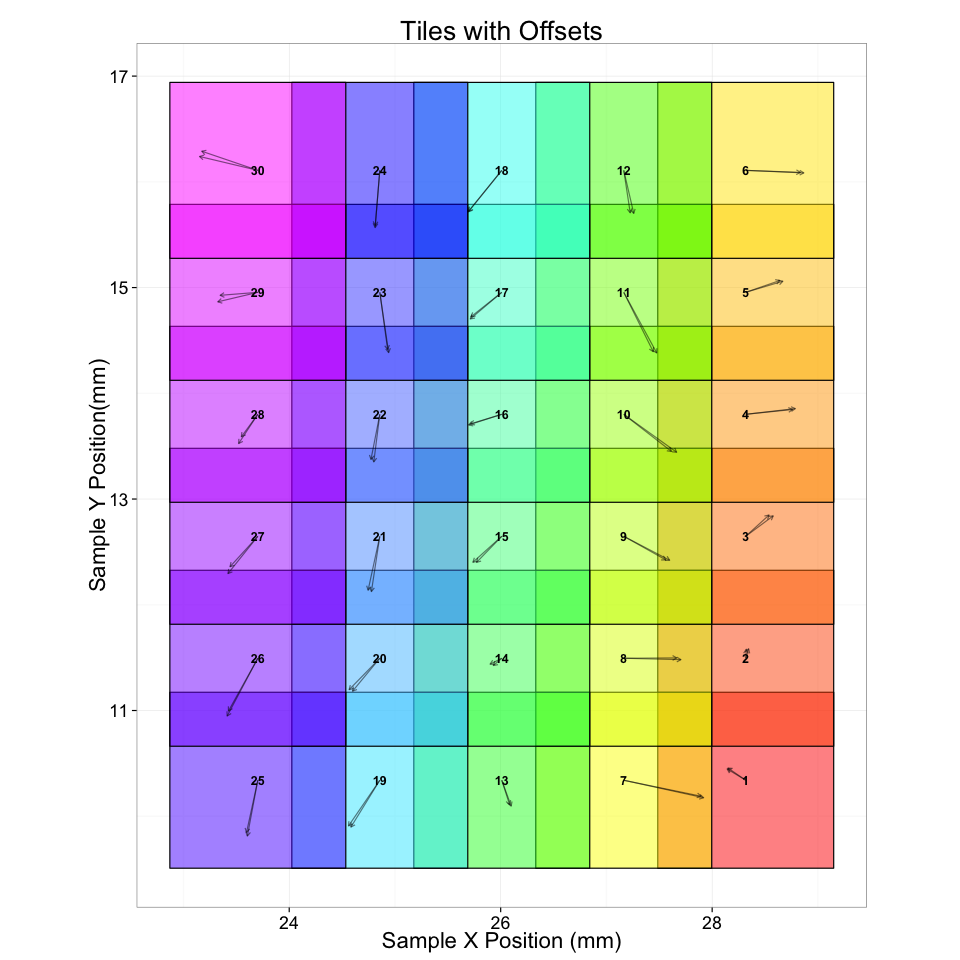 Tiles with Offsets
17
30 24 18 12 6
15
29 23 17 11 5
28 22 16 10 4
13
27 21 15 9 3
26 20 14 8 2
11
25 19 13 7 1
24 26 28
Sample X Position (mm)
Sample Y Position(mm)